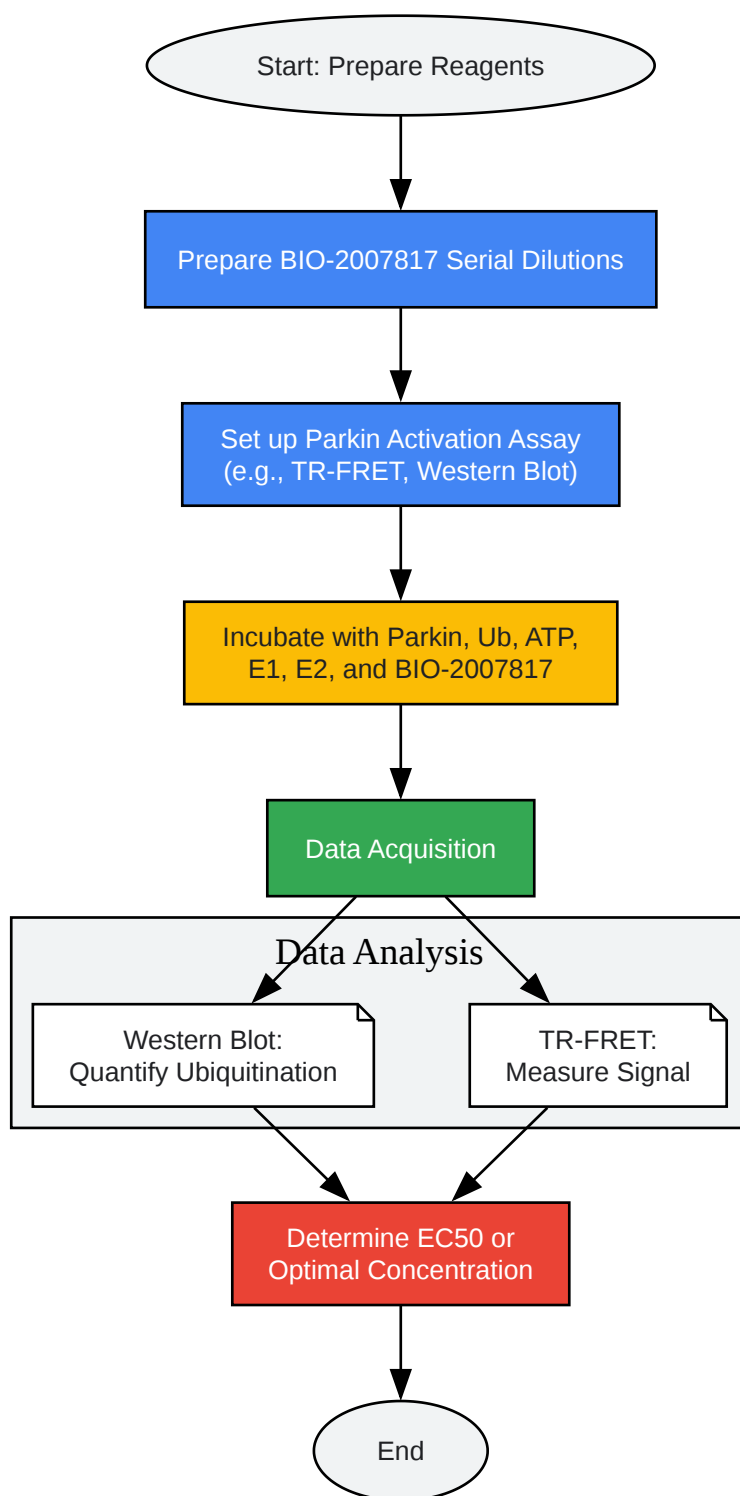 Start: Prepare Reagents
Prepare BIO-2007817 Serial Dilutions
Set up Parkin Activation Assay
(e.g., TR-FRET, Western Blot)
Incubate with Parkin, Ub, ATP,
E1, E2, and BIO-2007817
Data Acquisition
Data Analysis
Western Blot:
Quantify Ubiquitination
TR-FRET:
Measure Signal
Determine EC50 or
Optimal Concentration
End